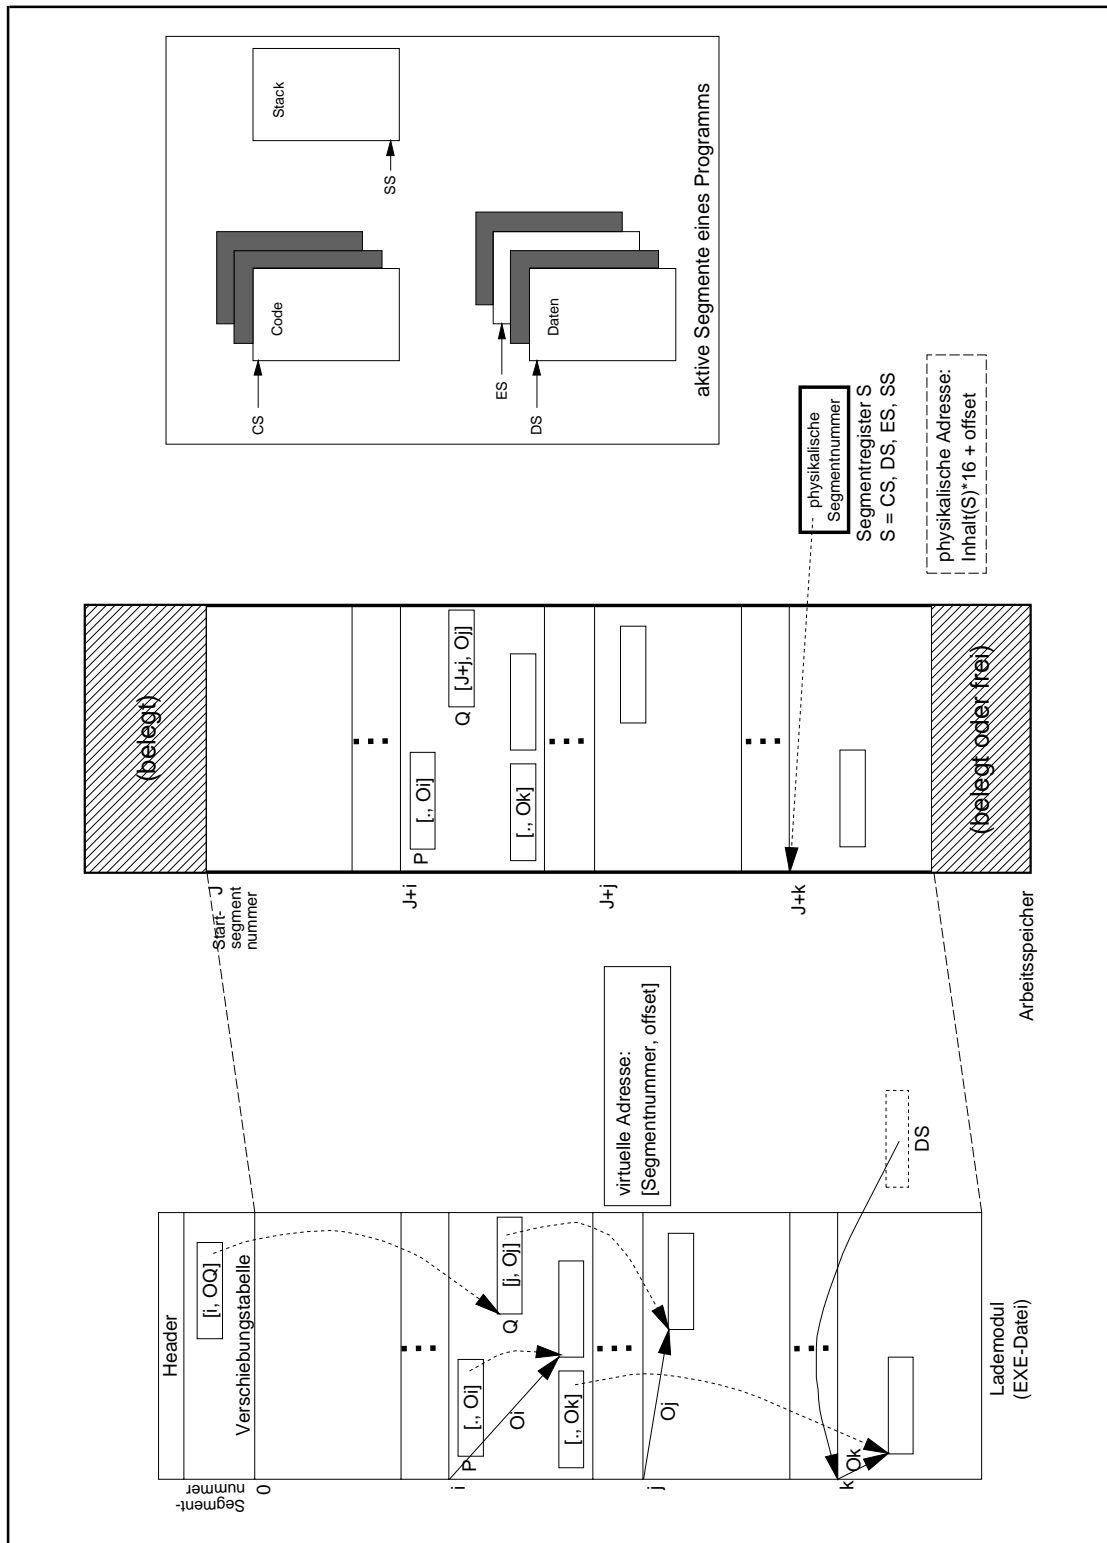 Segment-
nummer
Header
[i, OQ]
Verschiebungstabelle
0
i
P
[., Oi]
Oi
Q
[j, Oj]
[., Ok]
j
Oj
k
Ok
DS
Lademodul
(EXE-Datei)
virtuelle Adresse:
[Segmentnummer, offset]
(belegt)
J
Start-
segment
nummer
J+i
P
[., Oi]
Q
[J+j, Oj]
[., Ok]
J+j
J+k
(belegt oder frei)
Arbeitsspeicher
physikalische
Segmentnummer
Segmentregister S
S = CS, DS, ES, SS
physikalische Adresse:
Inhalt(S)*16 + offset
CS
Code
SS
Stack
ES
DS
Daten
aktive Segmente eines Programms